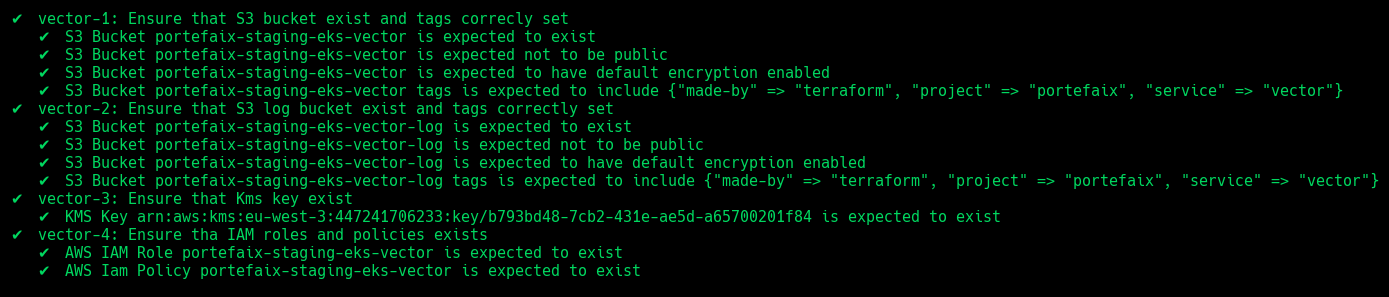 ✔ vector-1: Ensure that S3 bucket exist and tags correcly set
✔ S3 Bucket portefaix-staging-eks-vector is expected to exist
✔ S3 Bucket portefaix-staging-eks-vector is expected not to be public
✔ S3 Bucket portefaix-staging-eks-vector is expected to have default encryption enabled
✔ S3 Bucket portefaix-staging-eks-vector tags is expected to include {"made-by" => "terraform", "project" => "portefaix", "service" => "vector"}
✔ vector-2: Ensure that S3 log bucket exist and tags correctly set
✔ S3 Bucket portefaix-staging-eks-vector-log is expected to exist
✔ S3 Bucket portefaix-staging-eks-vector-log is expected not to be public
✔ S3 Bucket portefaix-staging-eks-vector-log is expected to have default encryption enabled
✔ S3 Bucket portefaix-staging-eks-vector-log tags is expected to include {"made-by" => "terraform", "project" => "portefaix", "service" => "vector"}
✔ vector-3: Ensure that Kms key exist
✔ KMS Key arn:aws:kms:eu-west-3:447241706233:key/b793bd48-7cb2-431e-ae5d-a65700201f84 is expected to exist
✔ vector-4: Ensure tha IAM roles and policies exists
✔ AWS IAM Role portefaix-staging-eks-vector is expected to exist
✔ AWS Iam Policy portefaix-staging-eks-vector is expected to exist